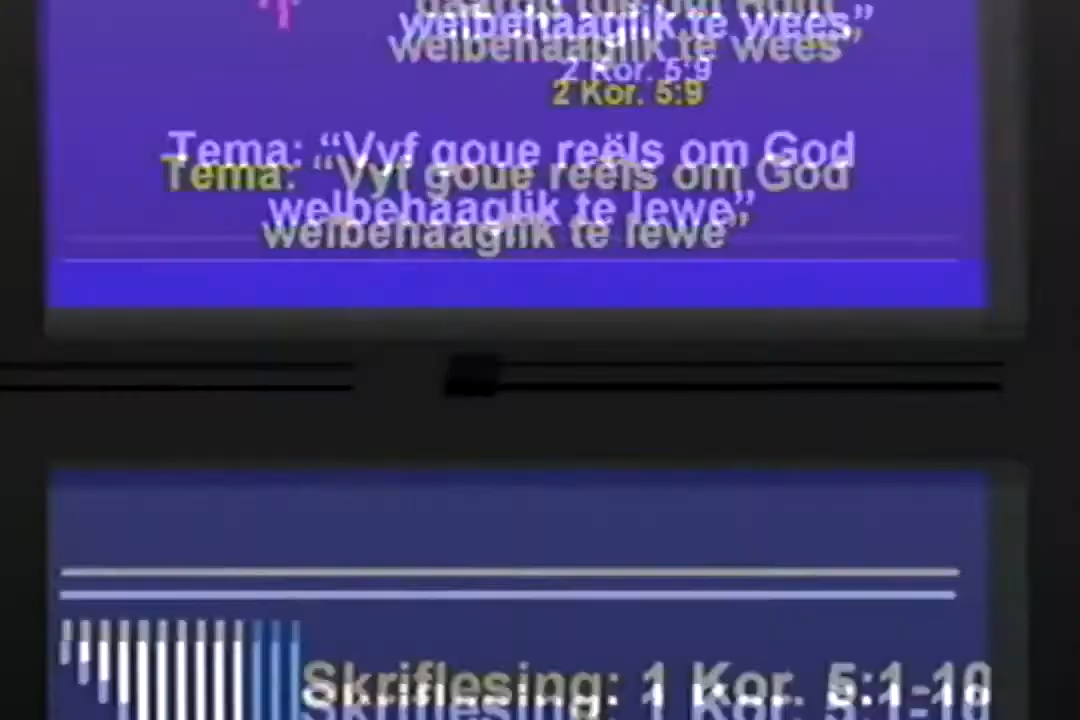 welbehaaglik te wees”
2 Kor. 5:9
Tema: “Vyf goue reëls om God
welbehaaglik te lewe”
Skriflesing: 1 Kor. 5:1-10